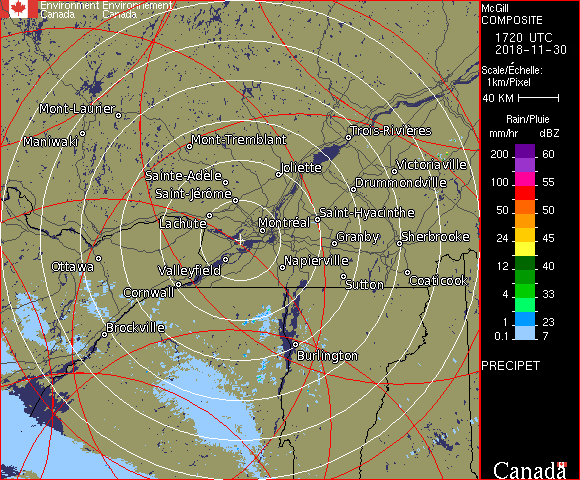 Environment Environnement
Canada Canada
McGill
COMPOSITE
1720 UTC
2018-11-30
Scale/Échelle:
1km/Pixel
40 KM
Rain/Pluie
mm/hr dBZ
200 60
100 55
50 50
24 45
12 40
4 33
1 23
0.1 7
PRECIPET
Canada
Mont-Laurier
Maniwaki
Mont-Tremblant
Trois-Rivières
Joliette
Victoriaville
Sainte-Adèle
Drummondville
Saint-Jérôme
Saint-Hyacinthe
Lachute
Montréal
Granby
Sherbrooke
Ottawa
Valleyfield
Napierville
Sutton
Coaticook
Cornwall
Brockville
Burlington